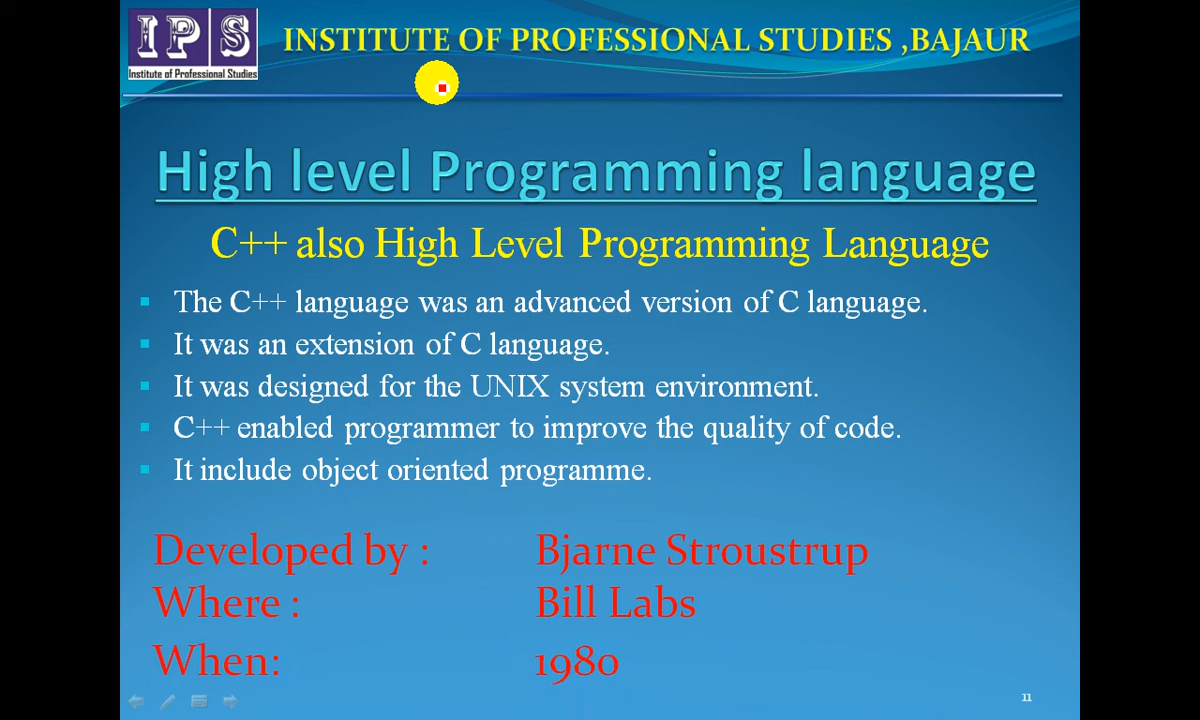 IPS
Institute of Professional Studies
INSTITUTE OF PROFESSIONAL STUDIES ,BAJAUR
High level Programming language
C++ also High Level Programming Language
The C++ language was an advanced version of C language.
It was an extension of C language.
It was designed for the UNIX system environment.
C++ enabled programmer to improve the quality of code.
It include object oriented programme.
Developed by : Bjarne Stroustrup
Where : Bill Labs
When: 1980
11